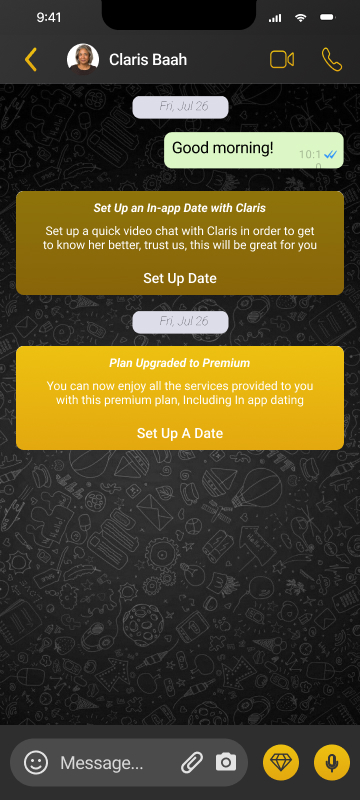 9:41
Claris Baah
Fri, Jul 26
Good morning!
10:1
0
Set Up an In-app Date with Claris
Set up a quick video chat with Claris in order to get
to know her better, trust us, this will be great for you
Set Up Date
Fri, Jul 26
Plan Upgraded to Premium
You can now enjoy all the services provided to you
with this premium plan, Including In app dating
Set Up A Date
Message...